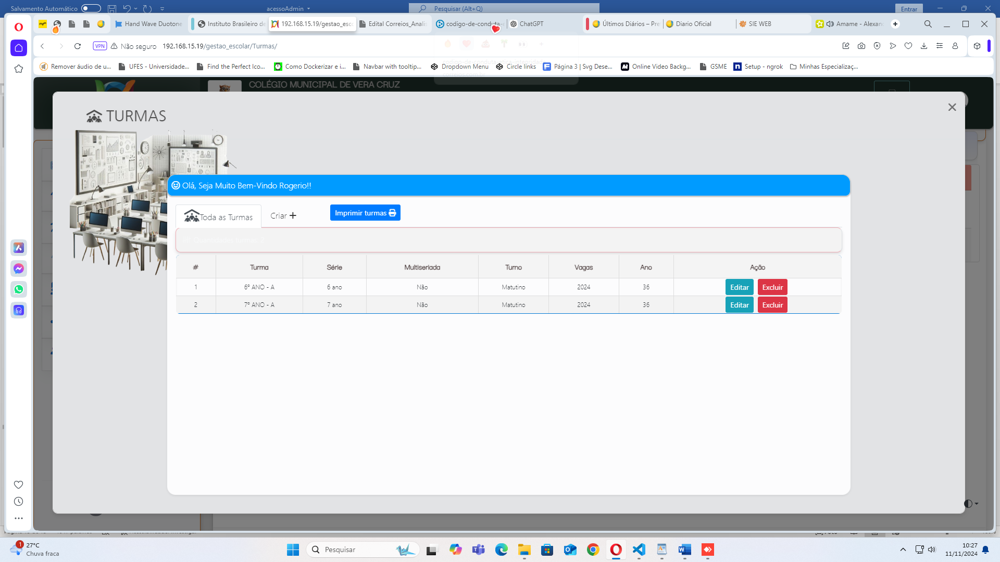 Salvamento Automático
acessoAdmin
Pesquisar (Alt+Q)
Entrar
Hand Wave Duotone
Instituto Brasileiro de
192.168.15.19/gestao_esc
Edital Correios_Analis
codigo-de-conduta-e
ChatGPT
Últimos Diários – Pre
Diario Oficial
SIE WEB
Amame - Alexan
VPN
Não seguro
192.168.15.19/gestao_escolar/Turmas/
Remover áudio de u...
UFES - Universidade...
Find the Perfect Ico...
Como Dockerizar e i...
Navbar with tooltip...
Dropdown Menu
Circle links
Página 3 | Svg Dese...
Online Video Backg...
GSME
Setup - ngrok
Minhas Especializaç...
COLÉGIO MUNICIPAL DE VERA CRUZ
TURMAS
Olá, Seja Muito Bem-Vindo Rogerio!!
Toda as Turmas
Criar
Imprimir turmas
Quantidades turmas: 2
# Turma Série Multiseriada Turno Vagas Ano Ação
1 6º ANO - A 6 ano Não Matutino 2024 36 Editar Excluir
2 7º ANO - A 7 ano Não Matutino 2024 36 Editar Excluir
1
27°C
Chuva fraca
Pesquisar
10:27
11/11/2024